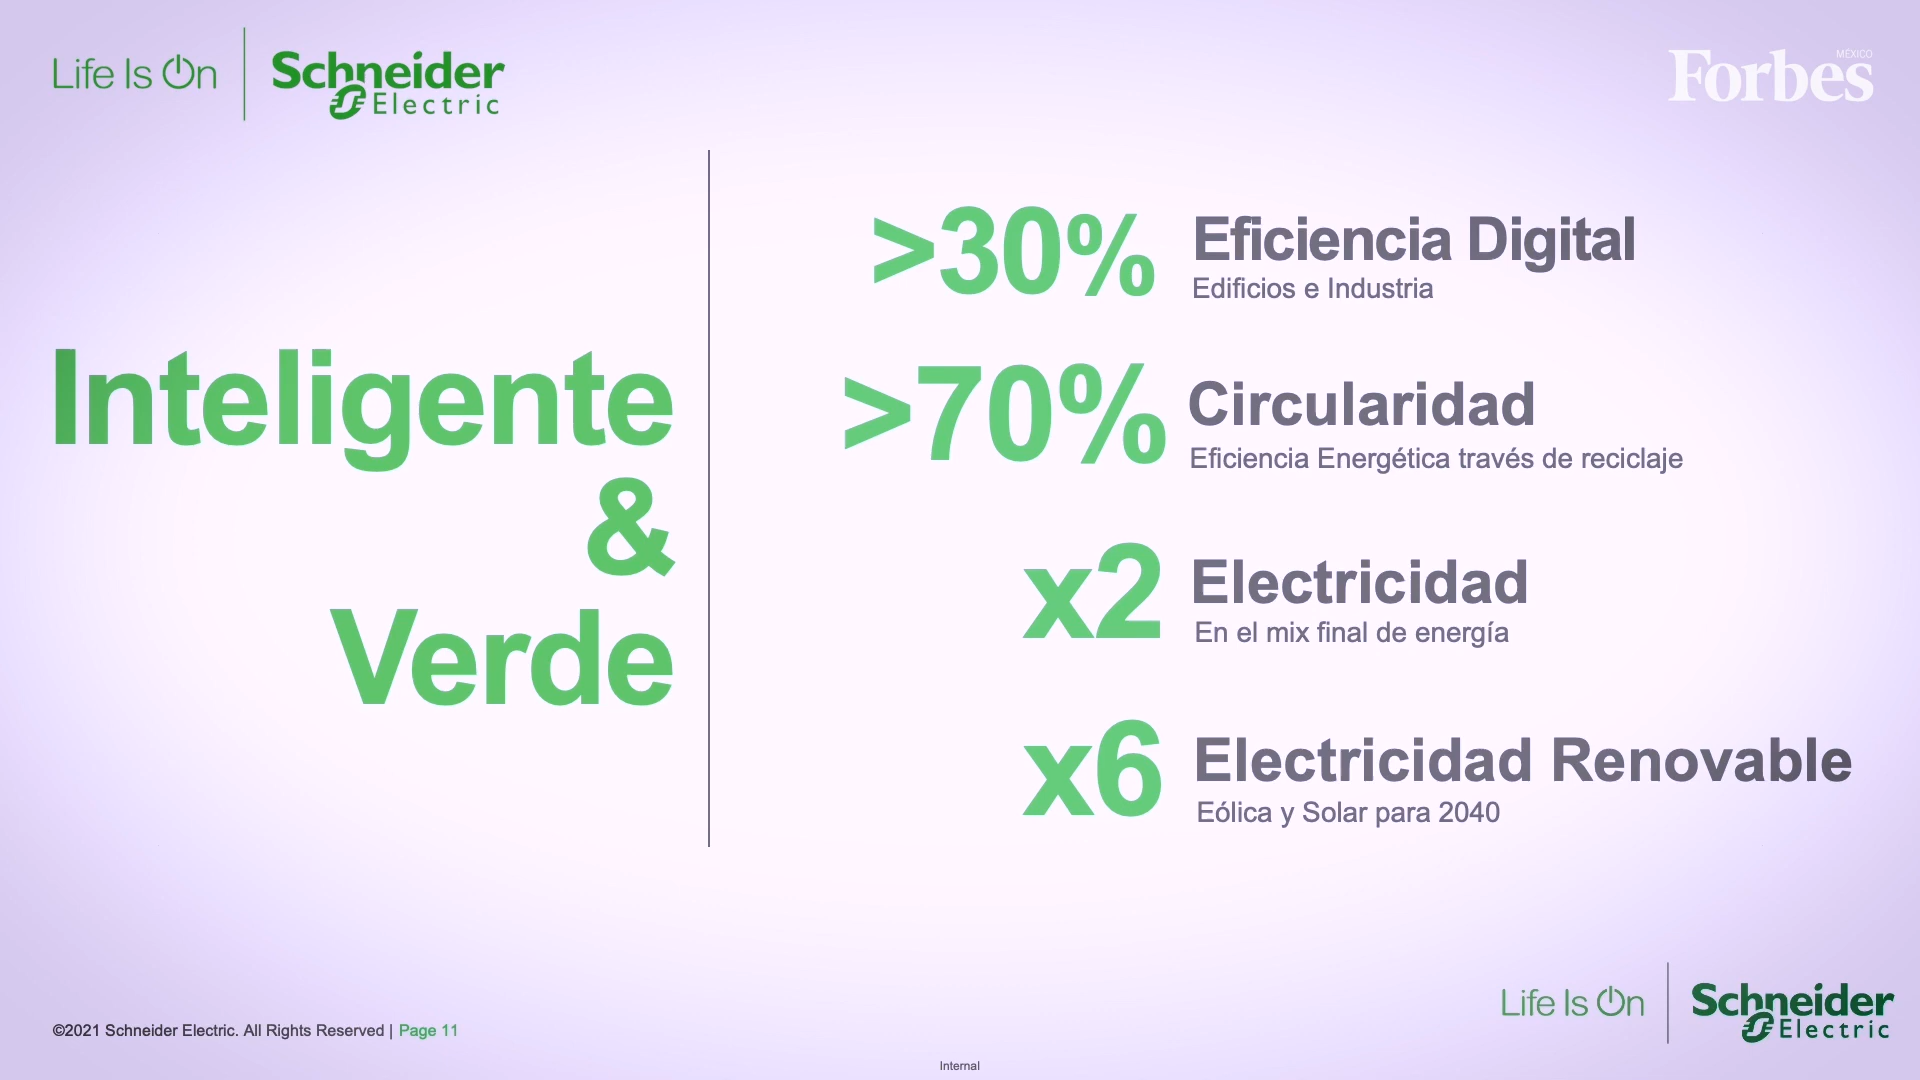 Life Is On
Schneider
Electric
MÉXICO
Forbes
Inteligente
&
Verde
>30%
Eficiencia Digital
Edificios e Industria
>70%
Circularidad
Eficiencia Energética través de reciclaje
x2
Electricidad
En el mix final de energía
x6
Electricidad Renovable
Eólica y Solar para 2040
©2021 Schneider Electric. All Rights Reserved | Page 11
Life Is On
Schneider
Electric
Internal